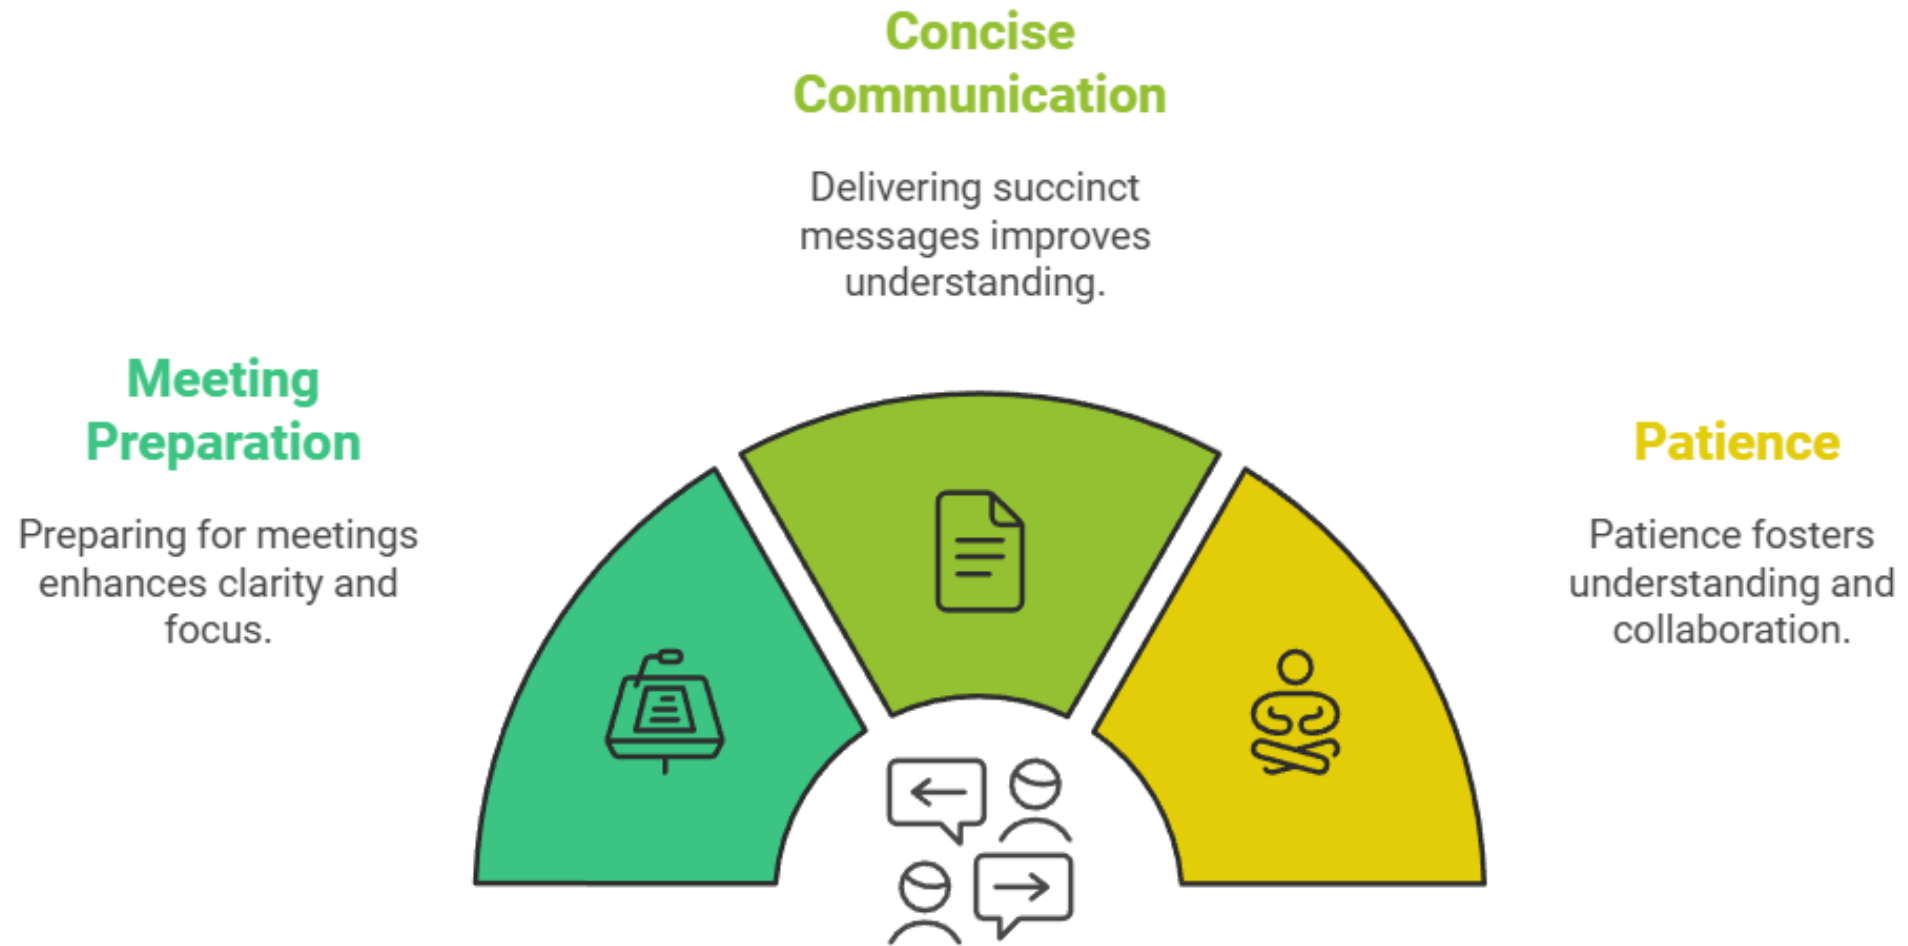 Concise
Communication
Delivering succinct
messages improves
understanding.
Meeting
Preparation
Preparing for meetings
enhances clarity and
focus.
Patience
Patience fosters
understanding and
collaboration.